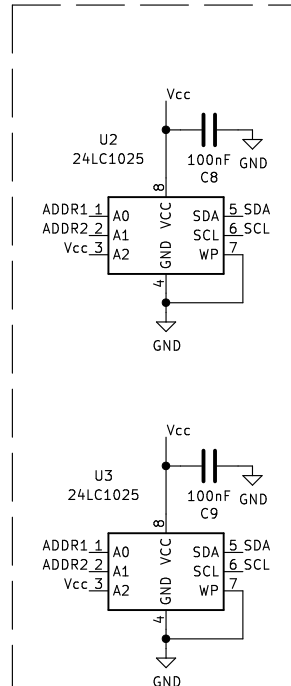 Vcc
U2
24LC1025
100nF
C8
GND
8
ADDR1 1 A0 VCC SDA 5 SDA
ADDR2 2 A1 SCL 6 SCL
Vcc 3 A2 GND WP 7
4
GND
Vcc
U3
24LC1025
100nF
C9
GND
8
ADDR1 1 A0 VCC SDA 5 SDA
ADDR2 2 A1 SCL 6 SCL
Vcc 3 A2 GND WP 7
4
GND